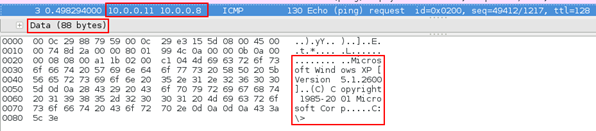 3 0.498294000 10.0.0.11 10.0.0.8 ICMP 130 Echo (ping) request id=0x0200, seq=49412/1217, ttl=128
Data (88 bytes)
0000 00 0c 29 88 79 59 00 0c 29 e3 15 5d 08 00 45 00 ..).yY.. )..]..E.
0010 00 74 8d 2a 00 00 80 01 99 4c 0a 00 00 0b 0a 00 .t.*.... .L......
0020 00 08 08 00 a1 1b 02 00 c1 04 4d 69 63 72 6f 73 ........ ..Micros
0030 6f 66 74 20 57 69 6e 64 6f 77 73 20 58 50 20 5b oft Wind ows XP [
0040 56 65 72 73 69 6f 6e 20 35 2e 31 2e 32 36 30 30 Version 5.1.2600
0050 5d 0d 0a 28 43 29 20 43 6f 70 79 72 69 67 68 74 ]..(C) C opyright
0060 20 31 39 38 35 2d 32 30 30 31 20 4d 69 63 72 6f 1985-20 01 Micro
0070 73 6f 66 74 20 43 6f 72 70 2e 0d 0a 0d 0a 43 3a soft Cor p.....C:
0080 5c 3e \>